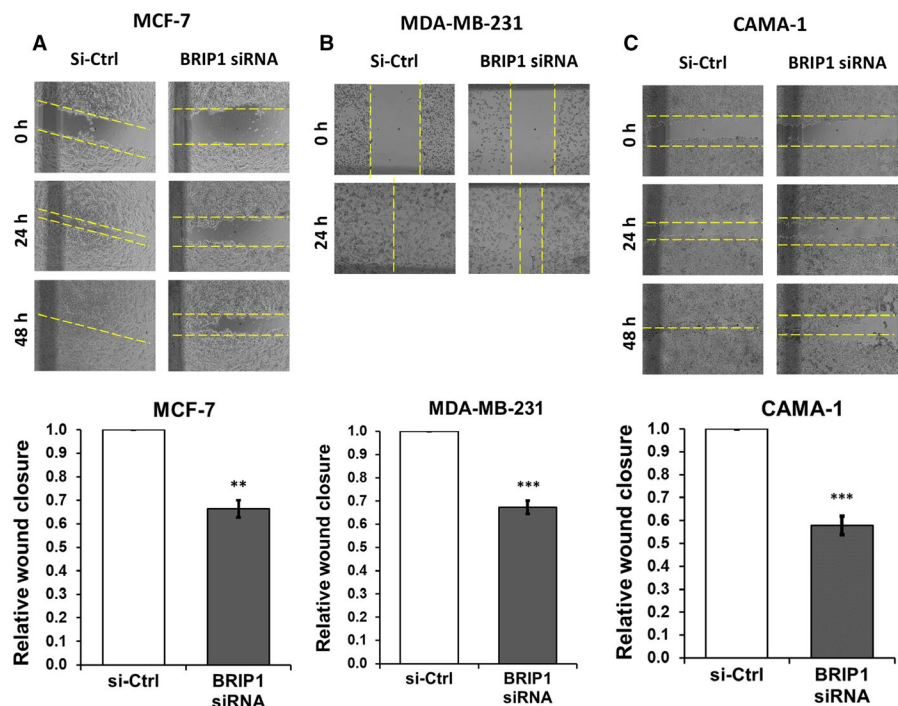 MCF-7
A
Si-Ctrl
BRIP1 siRNA
0 h
24 h
48 h
MDA-MB-231
B
Si-Ctrl
BRIP1 siRNA
0 h
24 h
CAMA-1
C
Si-Ctrl
BRIP1 siRNA
0 h
24 h
48 h
MCF-7
Relative wound closure
1.0
0.9
0.8
0.7
0.6
0.5
0.4
0.3
0.2
0.1
0.0
**
si-Ctrl
BRIP1
siRNA
MDA-MB-231
Relative wound closure
1.0
0.9
0.8
0.7
0.6
0.5
0.4
0.3
0.2
0.1
0.0
***
si-Ctrl
BRIP1
siRNA
CAMA-1
Relative wound closure
1.0
0.9
0.8
0.7
0.6
0.5
0.4
0.3
0.2
0.1
0.0
***
si-Ctrl
BRIP1
siRNA